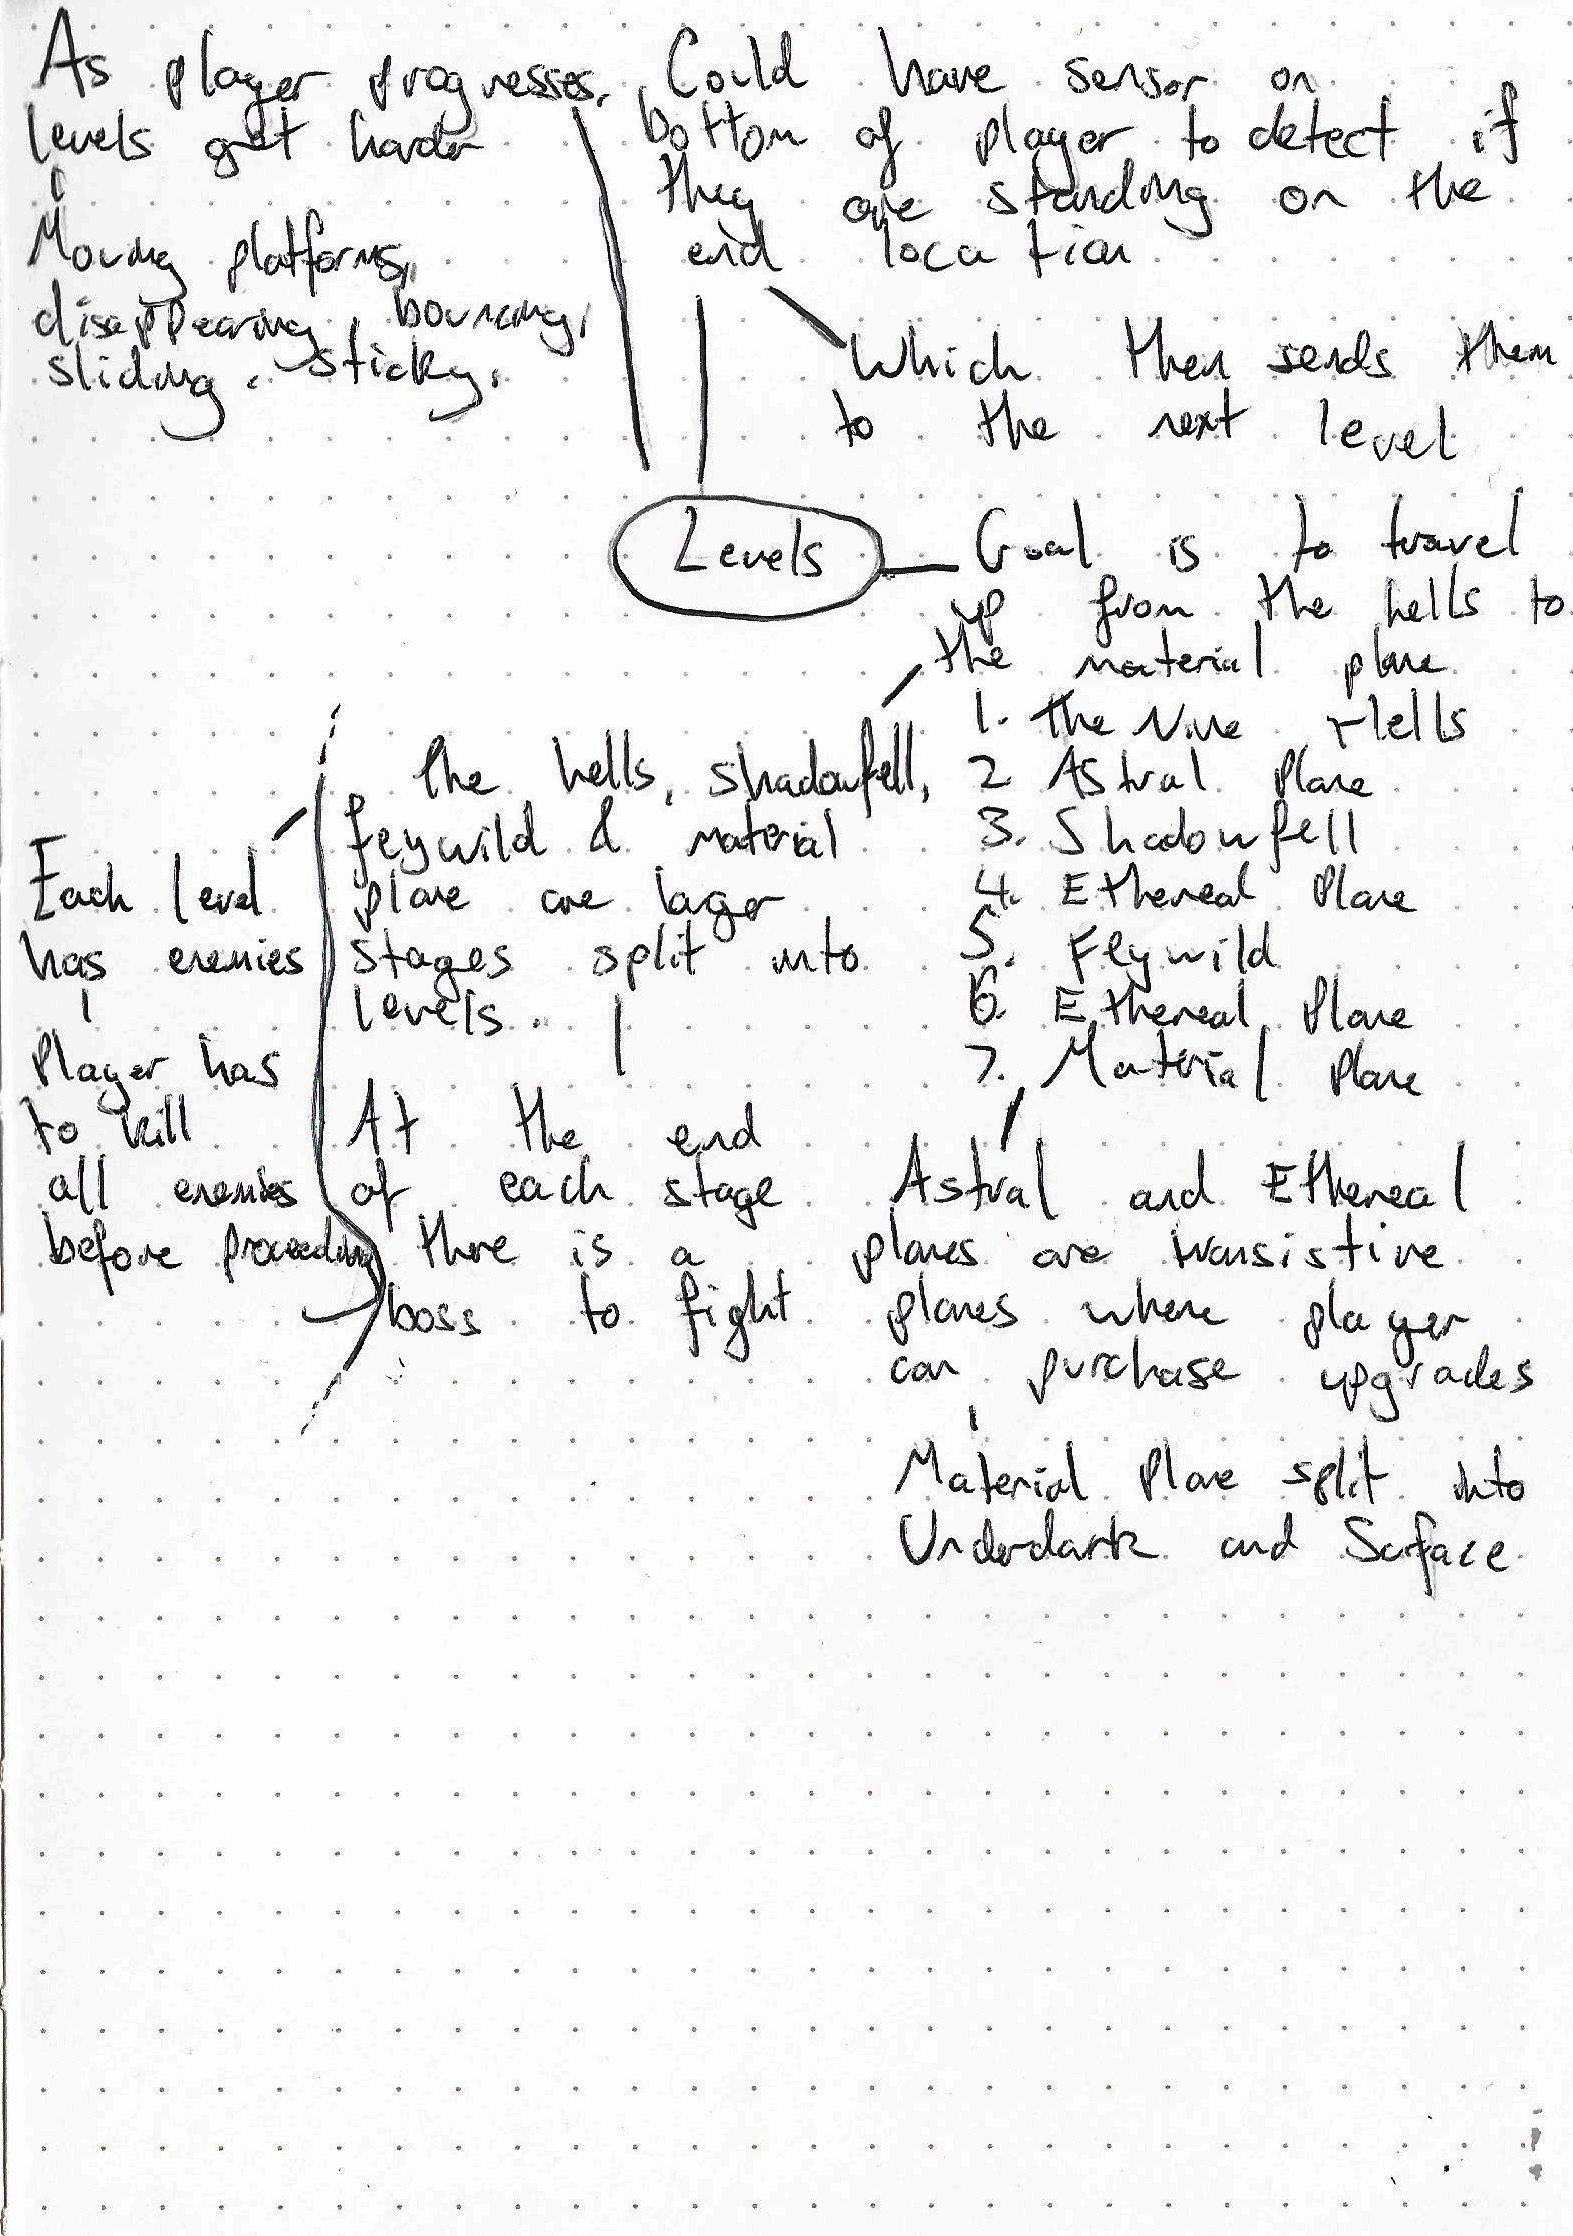 As player progresses,
levels get harder
Moving platforms,
disappearing, bouncing,
sliding, sticky,
Could have sensor on
bottom of player to detect if
they are standing on the
end location
Which then sends them
to the next level
Levels
Goal is to travel
up from the hells to
the material plane
1. The Nine Hells
2 Astral Plane
3. Shadowfell
4. Ethereal Plane
5. Feywild
6. Ethereal Plane
7. Material Plane
The hells, shadowfell,
feywild & material
plane are larger
stages split into
levels.
At the end
of each stage
there is a
boss to fight
Each level
has enemies
Player has
to kill
all enemies
before proceeding
Astral and Ethereal
planes are transistive
planes where player
can purchase upgrades
Material Plane split into
Underdark and Surface